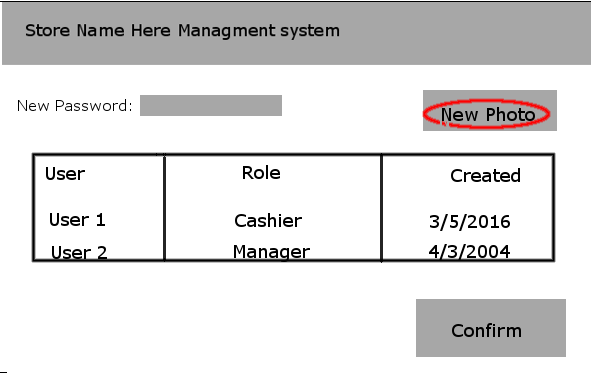 Store Name Here Managment system
New Password:
New Photo
User Role Created
User 1 Cashier 3/5/2016
User 2 Manager 4/3/2004
Confirm